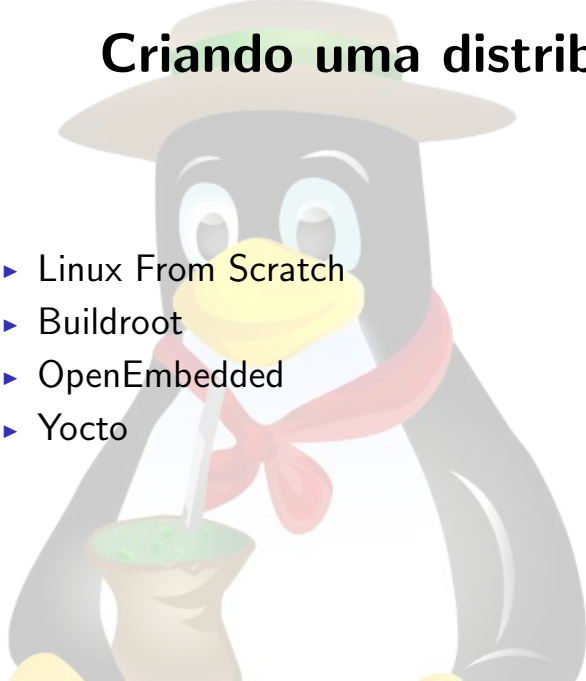 Criando uma distrib
Linux From Scratch
Buildroot
OpenEmbedded
Yocto